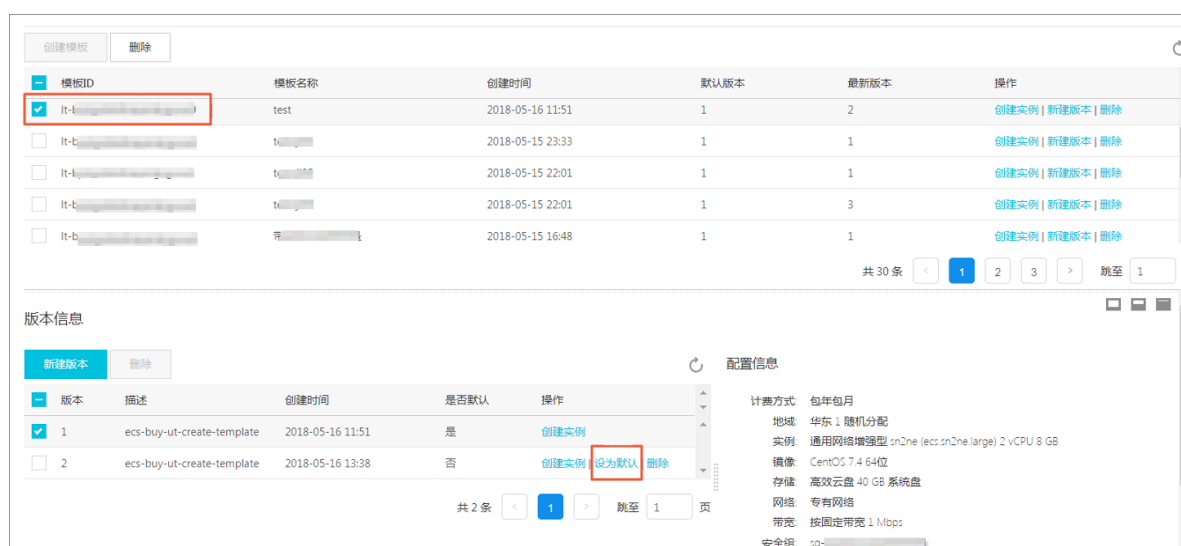 创建模板 删除
模板ID 模板名称 创建时间 默认版本 最新版本 操作
lt- test 2018-05-16 11:51 1 2 创建实例 | 新建版本 | 删除
lt- 2018-05-15 23:33 1 1 创建实例 | 新建版本 | 删除
lt- 2018-05-15 22:01 1 1 创建实例 | 新建版本 | 删除
lt- 2018-05-15 22:01 1 3 创建实例 | 新建版本 | 删除
lt- 2018-05-15 16:48 1 1 创建实例 | 新建版本 | 删除
共 30 条 < 1 2 3 > 跳至 1
版本信息
新建版本 删除
版本 描述 创建时间 是否默认 操作
1 ecs-buy-ut-create-template 2018-05-16 11:51 是 创建实例
2 ecs-buy-ut-create-template 2018-05-16 13:38 否 创建实例 | 设为默认 | 删除
共 2 条 < 1 > 跳至 1 页
配置信息
计费方式: 包年包月
地域: 华东 1 随机分配
实例: 通用网络增强型 sn2ne (ecs.sn2ne.large) 2 vCPU 8 GB
镜像: CentOS 7.4 64位
存储: 高效云盘 40 GB 系统盘
网络: 专有网络
带宽: 按固定带宽 1 Mbps
安全组: sg-